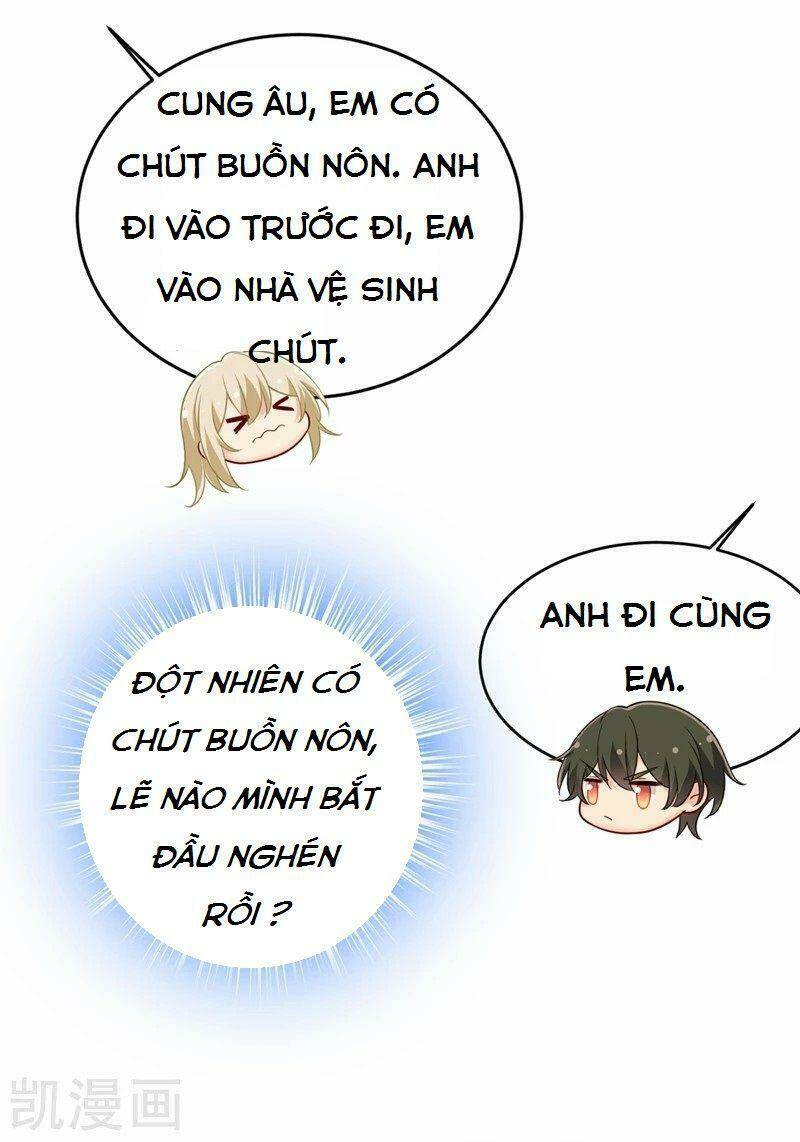 CUNG ÂU, EM CÓ
CHÚT BUỒN NÔN. ANH
ĐI VÀO TRƯỚC ĐI, EM
VÀO NHÀ VỆ SINH
CHÚT.
ANH ĐI CÙNG
EM.
ĐỘT NHIÊN CÓ
CHÚT BUỒN NÔN,
LẼ NÀO MÌNH BẮT
ĐẦU NGHÉN
RỒI ?
凯漫画